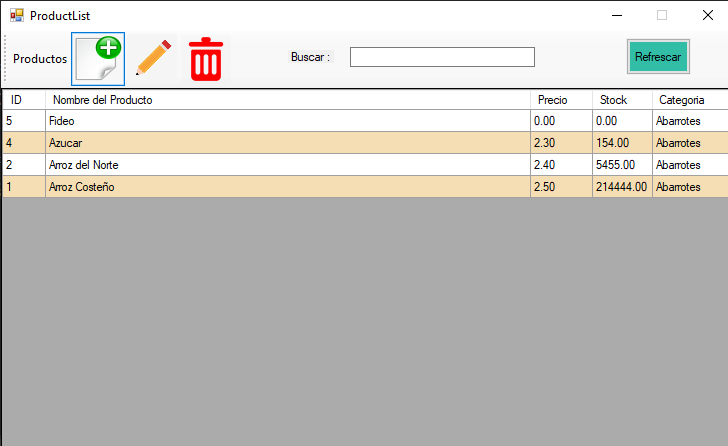 ProductList
Productos Buscar : Refrescar
ID Nombre del Producto Precio Stock Categoria
5 Fideo 0.00 0.00 Abarrotes
4 Azucar 2.30 154.00 Abarrotes
2 Arroz del Norte 2.40 5455.00 Abarrotes
1 Arroz Costeño 2.50 214444.00 Abarrotes